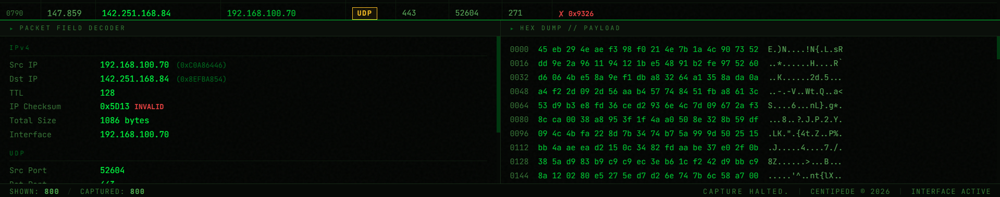 0790 147.859 142.251.168.84 192.168.100.70 UDP 443 52604 271 ✗ 0x9326
▸ PACKET FIELD DECODER
IPv4
Src IP 192.168.100.70 (0xC0A86446)
Dst IP 142.251.168.84 (0x8EFBA854)
TTL 128
IP Checksum 0x5D13 INVALID
Total Size 1086 bytes
Interface 192.168.100.70
UDP
Src Port 52604
Dst Port 443
▸ HEX DUMP // PAYLOAD
0000 45 eb 29 4e ae f3 98 f0 21 4e 7b 1a 4c 90 73 52 E.)N....!N{.L.sR
0016 dd 9e 2a 96 11 94 12 1b e5 48 91 b2 fe 97 52 60 ..*......H....R`
0032 d6 06 4b e5 8a 9e f1 db a8 32 64 a1 35 8a da 0a ..K......2d.5...
0048 a4 f2 2d 09 2d 56 aa b4 57 74 84 51 fb a8 61 3c ..-.-V..Wt.Q..a<
0064 53 d9 b3 e8 fd 36 ce d2 93 6e 4c 7d 09 67 2a f3 S....6...nL}.g*.
0080 8c ca 00 38 a8 95 3f 1f 4a a0 50 8e 32 8b 59 df ...8..?.J.P.2.Y.
0096 09 4c 4b fa 22 8d 7b 34 74 b7 5a 99 9d 50 25 15 .LK.".{4t.Z..P%.
0112 bb 4a ae ea d2 15 0c 34 82 fd aa be 37 e0 2f 0b .J.....4....7./.
0128 38 5a d9 83 b9 c9 c9 ec 3e b6 1c f2 42 d9 bb c9 8Z......>...B...
0144 8a 12 02 80 e5 27 5e d7 d2 6e 74 7b 6c 58 a7 00 .....'^..nt{lX..
SHOWN: 800 / CAPTURED: 800
CAPTURE HALTED. | CENTIPEDE © 2026 | INTERFACE ACTIVE